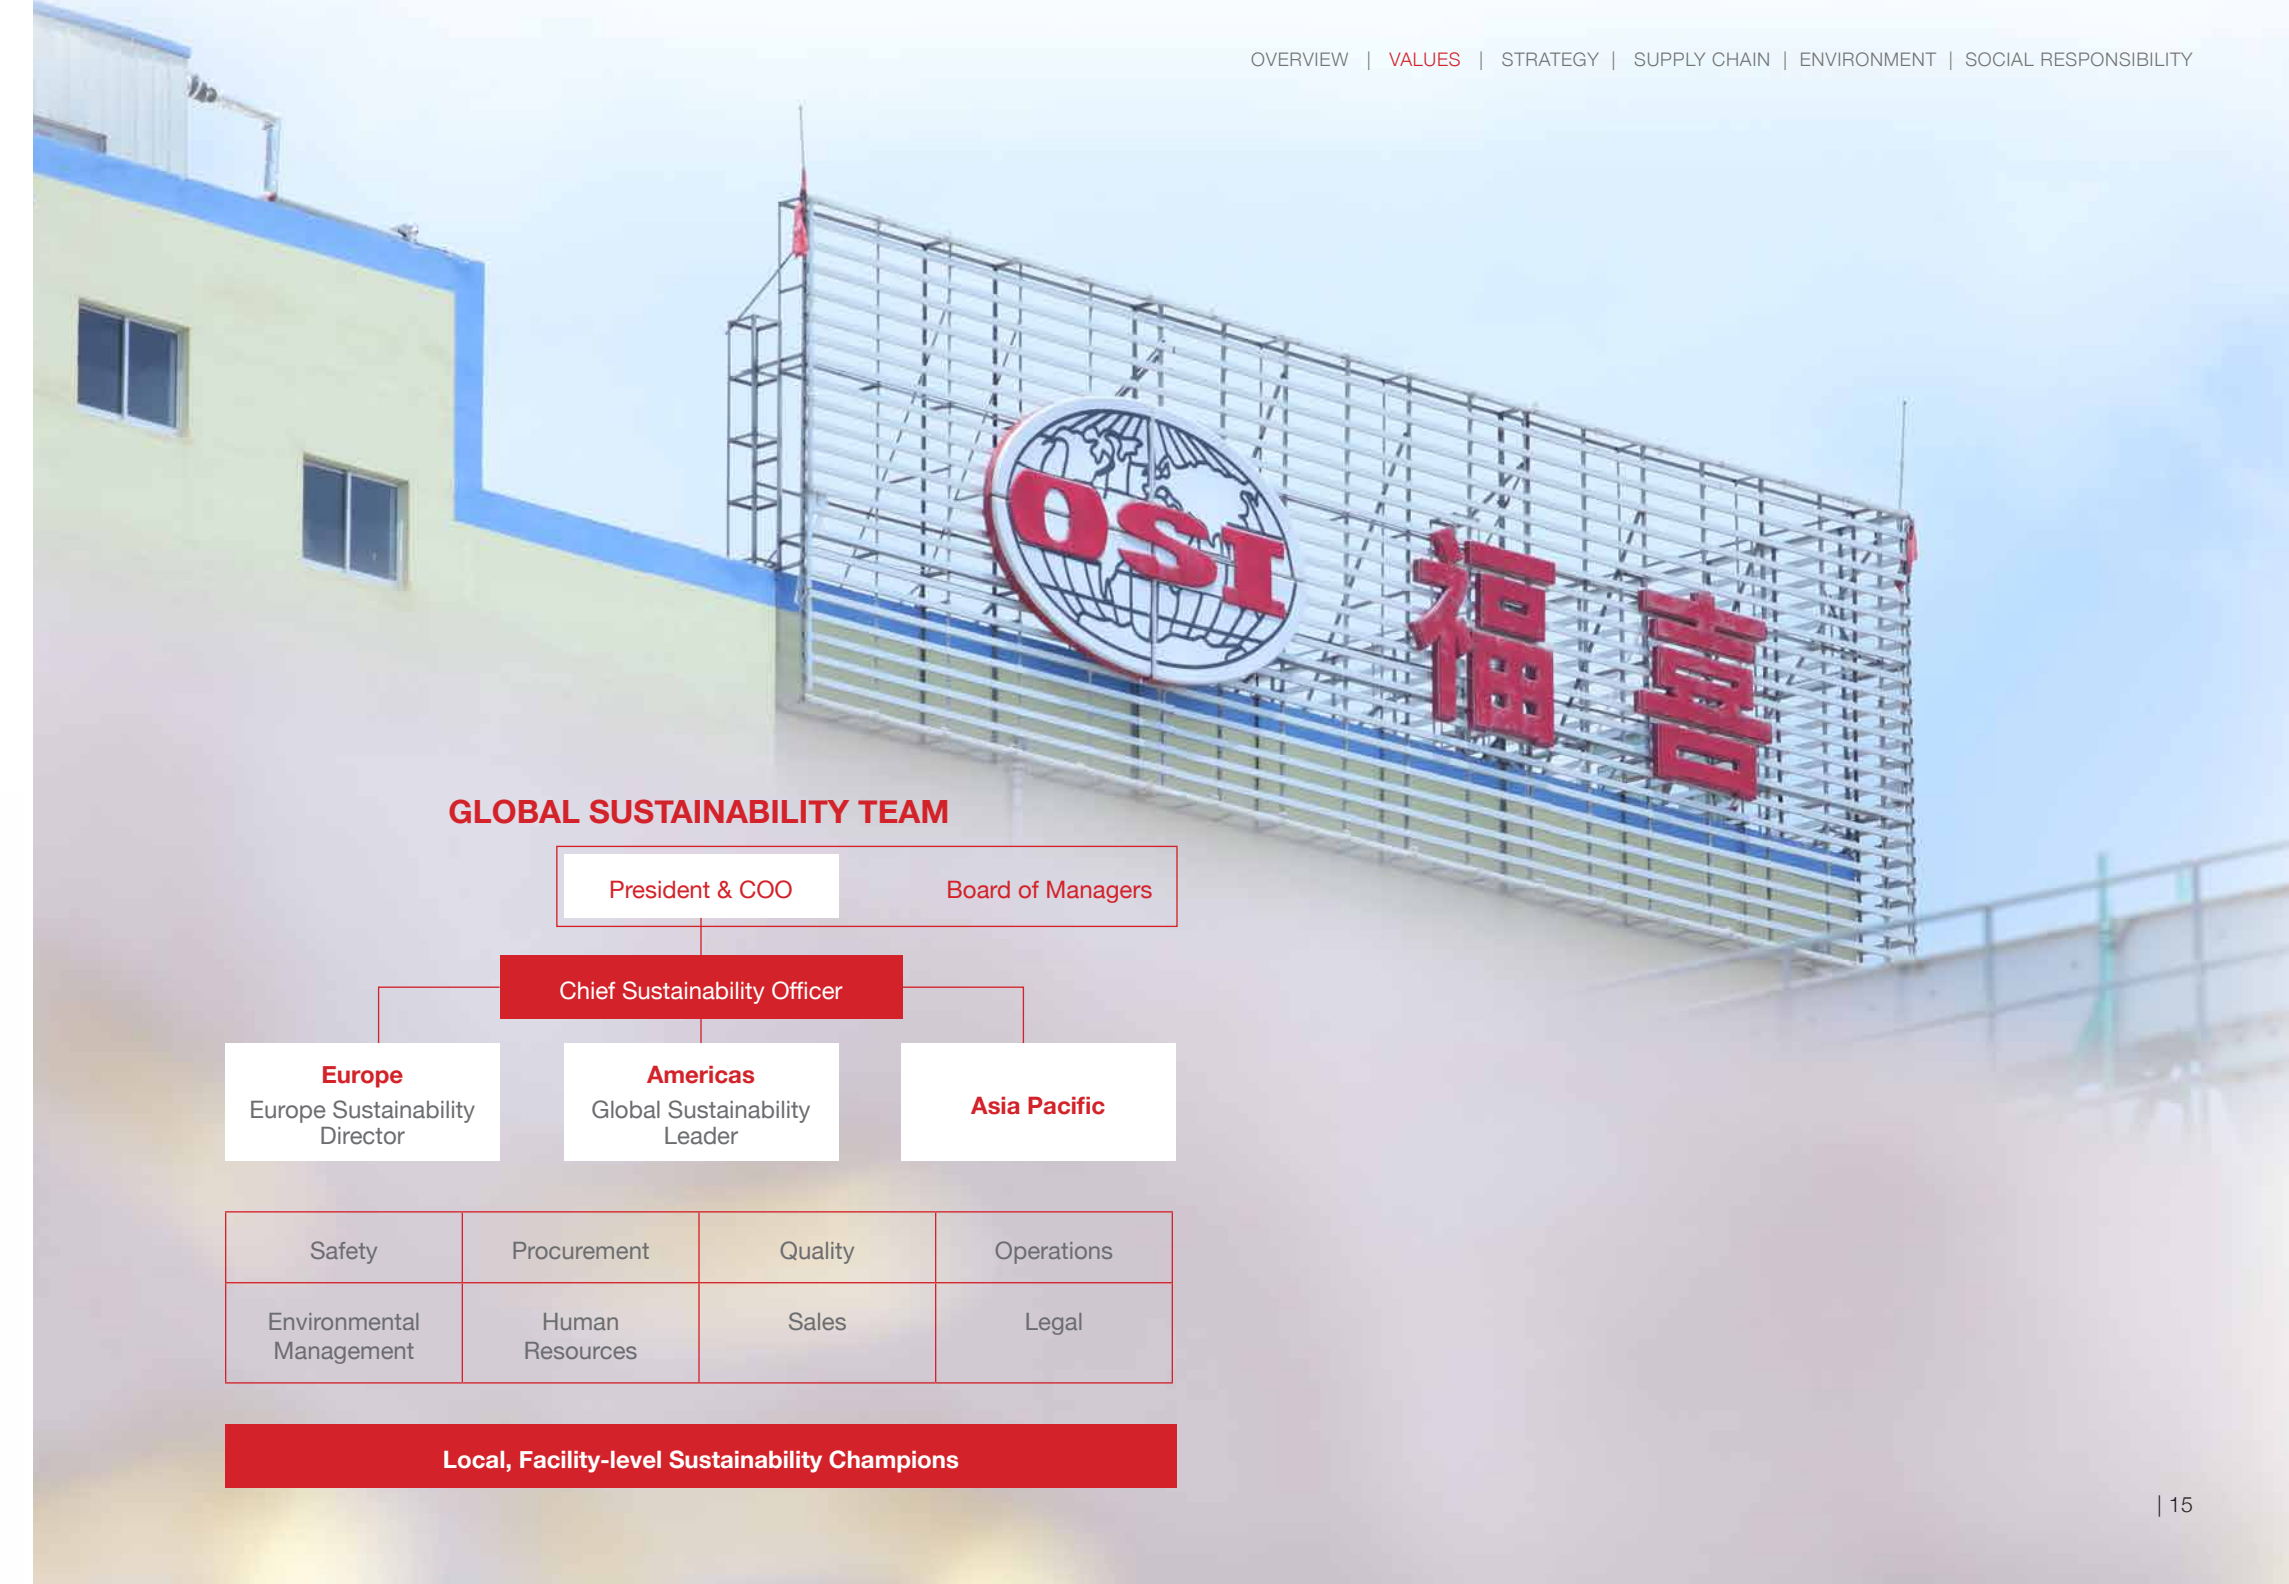 OVERVIEW | VALUES | STRATEGY | SUPPLY CHAIN | ENVIRONMENT | SOCIAL RESPONSIBILITY
OSI 福喜
GLOBAL SUSTAINABILITY TEAM
President & COO
Board of Managers
Chief Sustainability Officer
Europe
Europe Sustainability
Director
Americas
Global Sustainability
Leader
Asia Pacific
Safety
Procurement
Quality
Operations
Environmental
Management
Human
Resources
Sales
Legal
Local, Facility-level Sustainability Champions
| 15